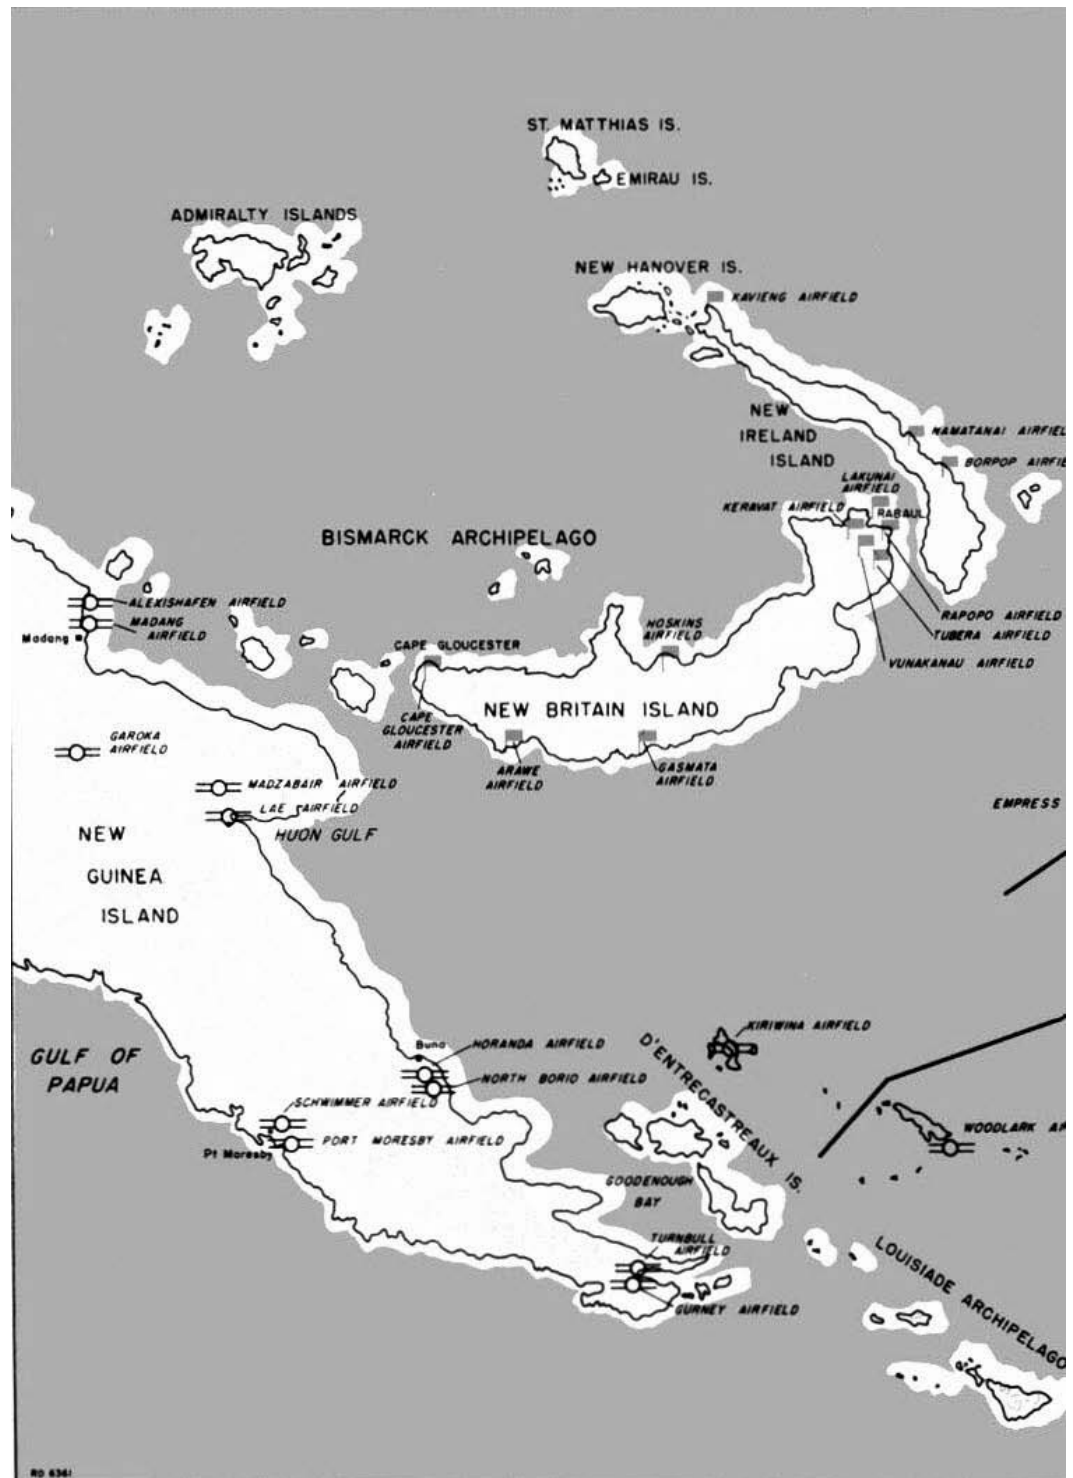 ST. MATTHIAS IS.
EMIRAU IS.
ADMIRALTY ISLANDS
NEW HANOVER IS.
KAVIENG AIRFIELD
NEW
IRELAND
ISLAND
NAMATANAI AIRFIEL
BORPOP AIRFIE
LAKUNAI
AIRFIELD
KERAVAT AIRFIELD
RABAUL
BISMARCK ARCHIPELAGO
ALEXISHAFEN AIRFIELD
MADANG
AIRFIELD
Madang
RAPOPO AIRFIELD
TUBERA AIRFIELD
VUNAKANAU AIRFIELD
HOSKINS
AIRFIELD
CAPE GLOUCESTER
NEW BRITAIN ISLAND
CAPE
GLOUCESTER
AIRFIELD
GAROKA
AIRFIELD
ARAWE
AIRFIELD
GASMATA
AIRFIELD
MADZABAIR AIRFIELD
LAE AIRFIELD
EMPRESS
HUON GULF
NEW
GUINEA
ISLAND
KIRIWINA AIRFIELD
Buna
HORANDA AIRFIELD
D'ENTRECASTREAUX IS.
GULF OF
PAPUA
NORTH BORIO AIRFIELD
SCHWIMMER AIRFIELD
PORT MORESBY AIRFIELD
Pt Moresby
WOODLARK AI
GOODENOUGH
BAY
TURNBULL
AIRFIELD
LOUISIADE ARCHIPELAGO
GURNEY AIRFIELD
RD 6361